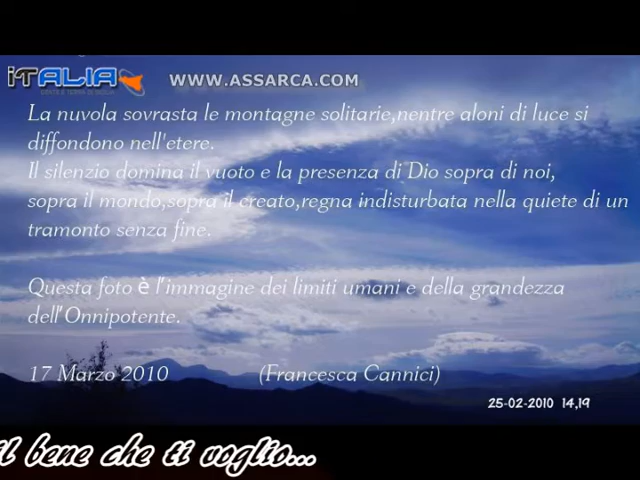 iTALIA
WWW.ASSARCA.COM
La nuvola sovrasta le montagne solitarie,nentre aloni di luce si
diffondono nell'etere.
Il silenzio domina il vuoto e la presenza di Dio sopra di noi,
sopra il mondo,sopra il creato,regna indisturbata nella quiete di un
tramonto senza fine.
Questa foto è l'immagine dei limiti umani e della grandezza
dell'Onnipotente.
17 Marzo 2010 (Francesca Cannici)
25-02-2010 14,19
il bene che ti voglio...